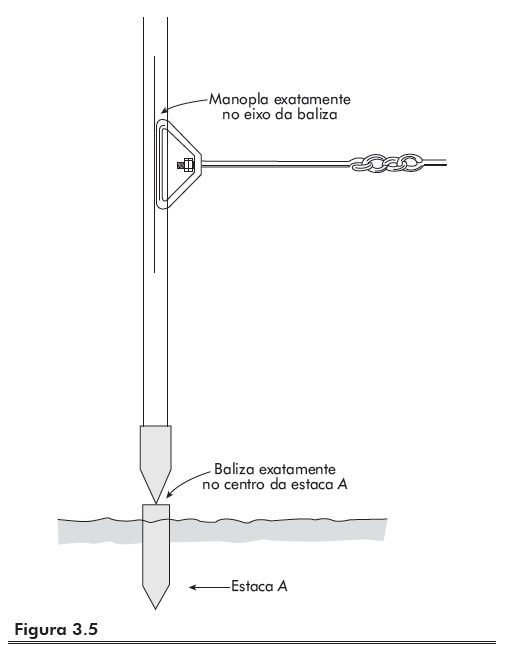 Manopla exatamente
no eixo da baliza
Baliza exatamente
no centro da estaca A
Estaca A
Figura 3.5